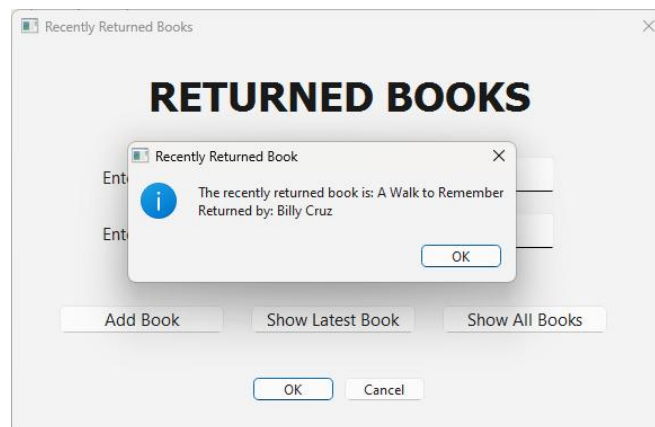 Recently Returned Books
RETURNED BOOKS
Recently Returned Book
The recently returned book is: A Walk to Remember
Returned by: Billy Cruz
OK
Add Book
Show Latest Book
Show All Books
OK
Cancel